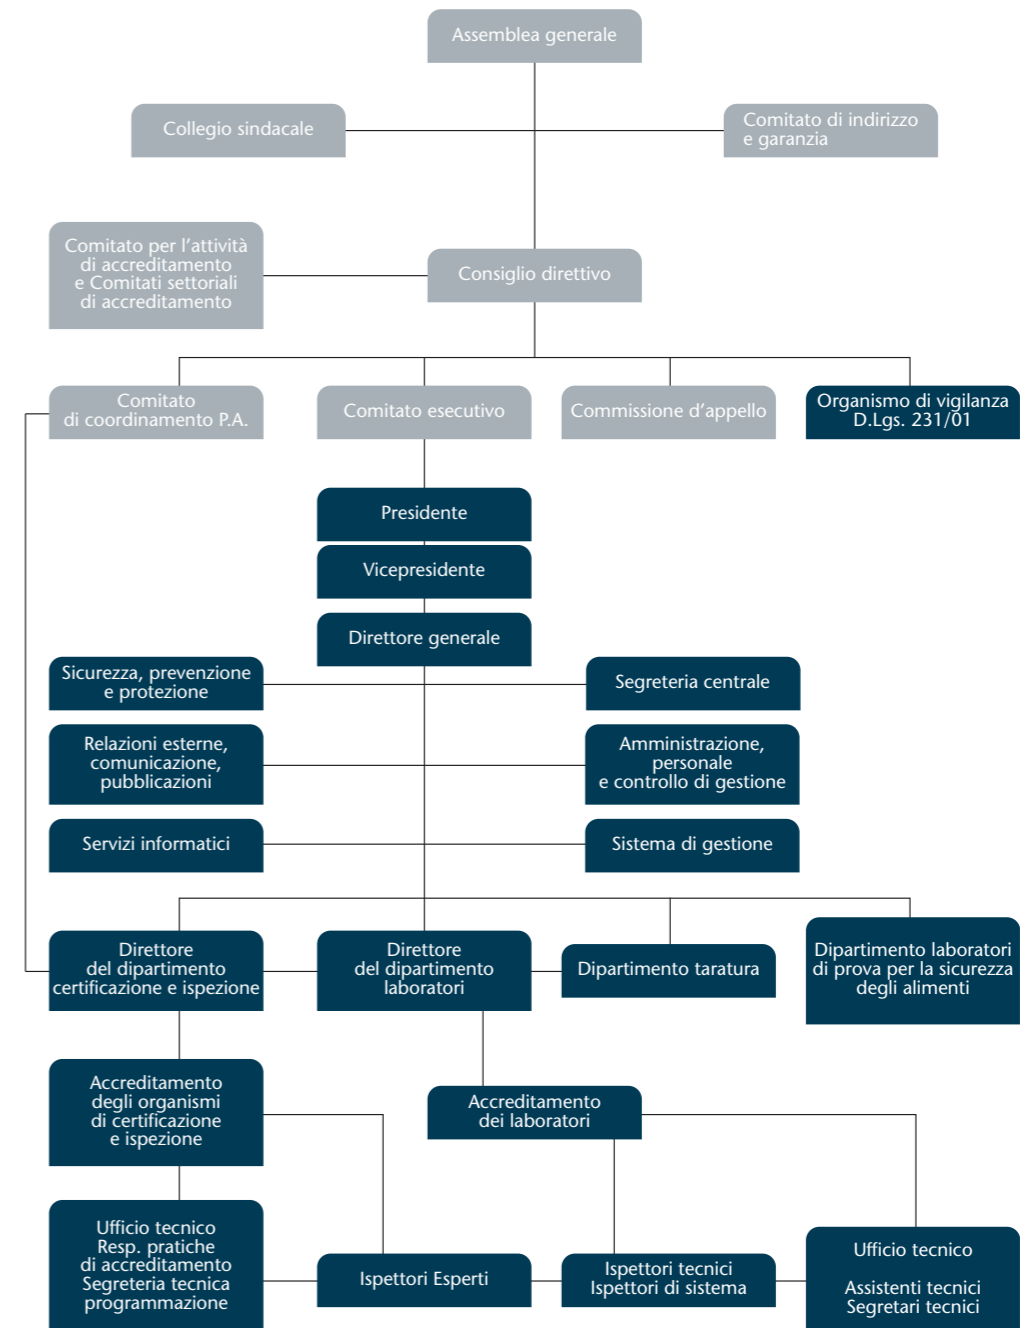 Assemblea generale
Collegio sindacale
Comitato di indirizzo
e garanzia
Comitato per l'attività
di accreditamento
e Comitati settoriali
di accreditamento
Consiglio direttivo
Comitato
di coordinamento P.A.
Comitato esecutivo
Commissione d'appello
Organismo di vigilanza
D.Lgs. 231/01
Presidente
Vicepresidente
Direttore generale
Sicurezza, prevenzione
e protezione
Segreteria centrale
Relazioni esterne,
comunicazione,
pubblicazioni
Amministrazione,
personale
e controllo di gestione
Servizi informatici
Sistema di gestione
Direttore
del dipartimento
certificazione e ispezione
Direttore
del dipartimento
laboratori
Dipartimento taratura
Dipartimento laboratori
di prova per la sicurezza
degli alimenti
Accreditamento
degli organismi
di certificazione
e ispezione
Accreditamento
dei laboratori
Ufficio tecnico
Resp. pratiche
di accreditamento
Segreteria tecnica
programmazione
Ispettori Esperti
Ispettori tecnici
Ispettori di sistema
Ufficio tecnico
Assistenti tecnici
Segretari tecnici